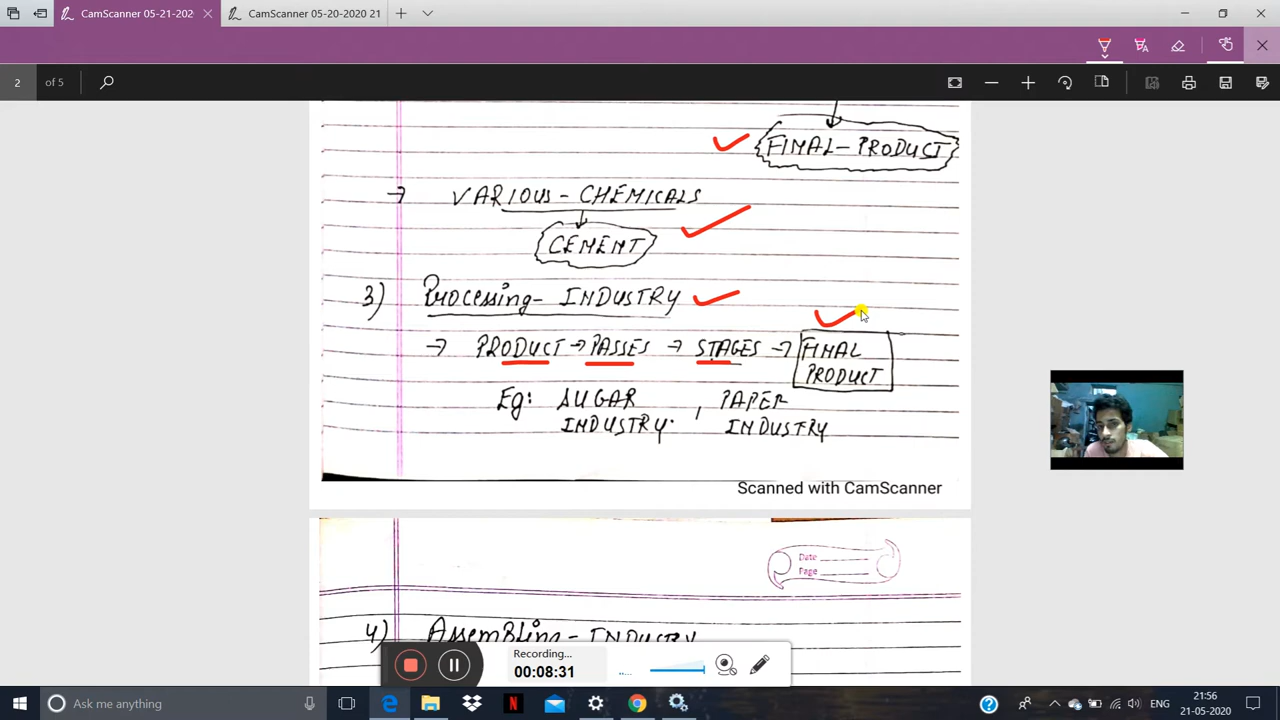 CamScanner 05-21-202
CamScanner 05-20-2020 21
2 of 5
FINAL-PRODUCT
→ VARIOUS - CHEMICALS
CEMENT
3) Processing- INDUSTRY
→ PRODUCT → PASSES → STAGES → FINAL PRODUCT
Eg: SUGAR INDUSTRY, PAPER INDUSTRY
Scanned with CamScanner
Date
Page
4) Assembling - INDUSTRY
Recording...
00:08:31
Ask me anything
21:56
21-05-2020